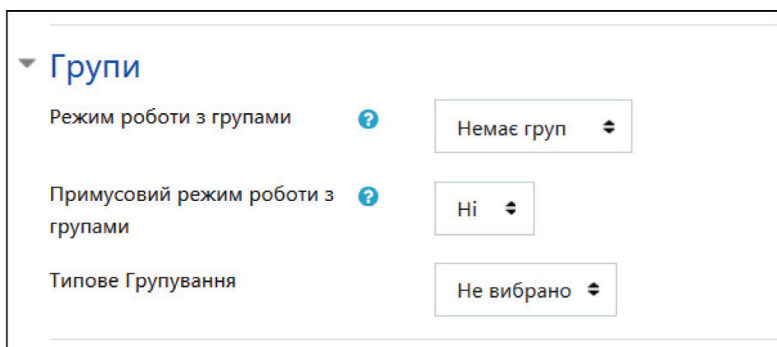 Групи
Режим роботи з групами
Немає груп
Примусовий режим роботи з
групами
Ні
Типове Групування
Не вибрано